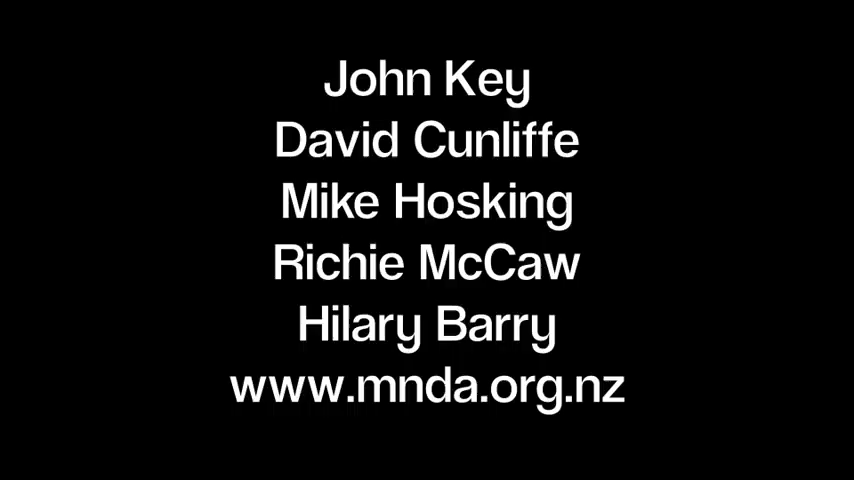 John Key
David Cunliffe
Mike Hosking
Richie McCaw
Hilary Barry
www.mnda.org.nz